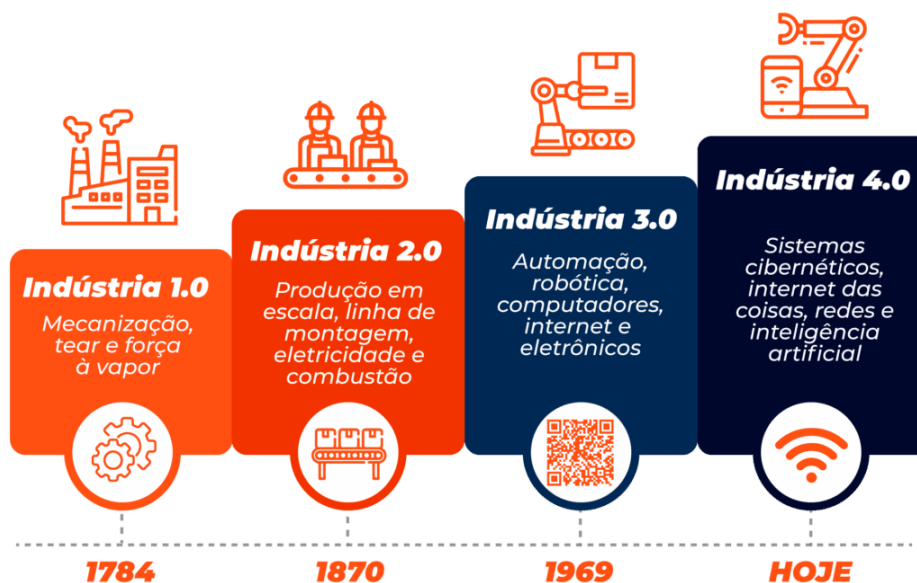 Indústria 1.0
Mecanização,
tear e força
à vapor
1784
Indústria 2.0
Produção em
escala, linha de
montagem,
eletricidade e
combustão
1870
Indústria 3.0
Automação,
robótica,
computadores,
internet e
eletrônicos
1969
Indústria 4.0
Sistemas
cibernéticos,
internet das
coisas, redes e
inteligência
artificial
HOJE